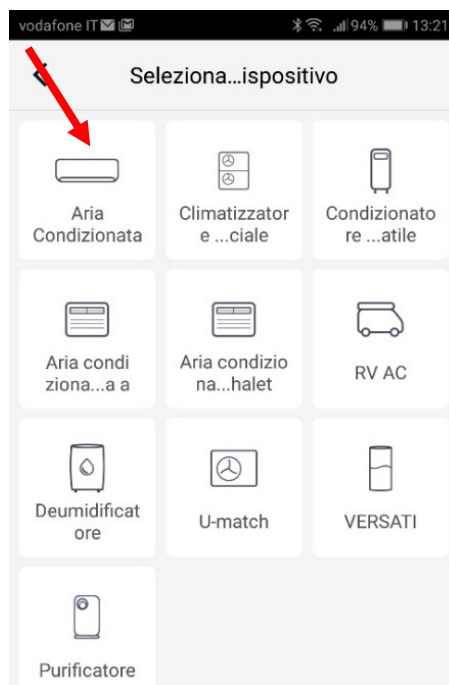 vodafone IT 94% 13:21
Seleziona...ispositivo
Aria
Condizionata
Climatizzator
e ...ciale
Condizionato
re ...atile
Aria condi
ziona...a a
Aria condizio
na...halet
RV AC
Deumidificat
ore
U-match
VERSATI
Purificatore